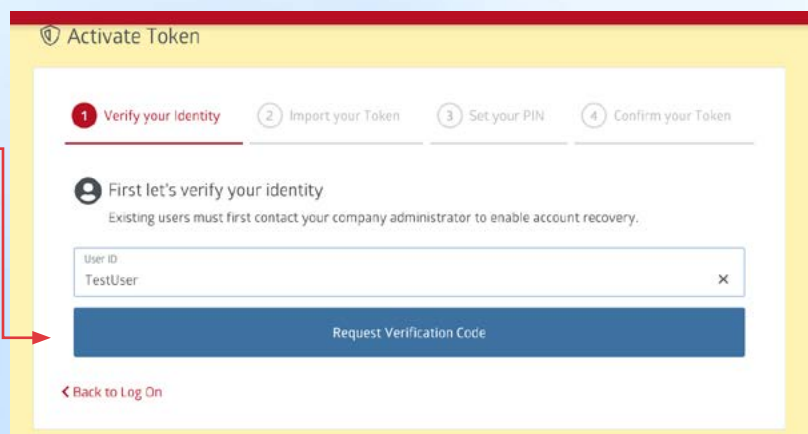 Activate Token
1 Verify your Identity 2 Import your Token 3 Set your PIN 4 Confirm your Token
First let's verify your identity
Existing users must first contact your company administrator to enable account recovery.
User ID
TestUser
Request Verification Code
Back to Log On